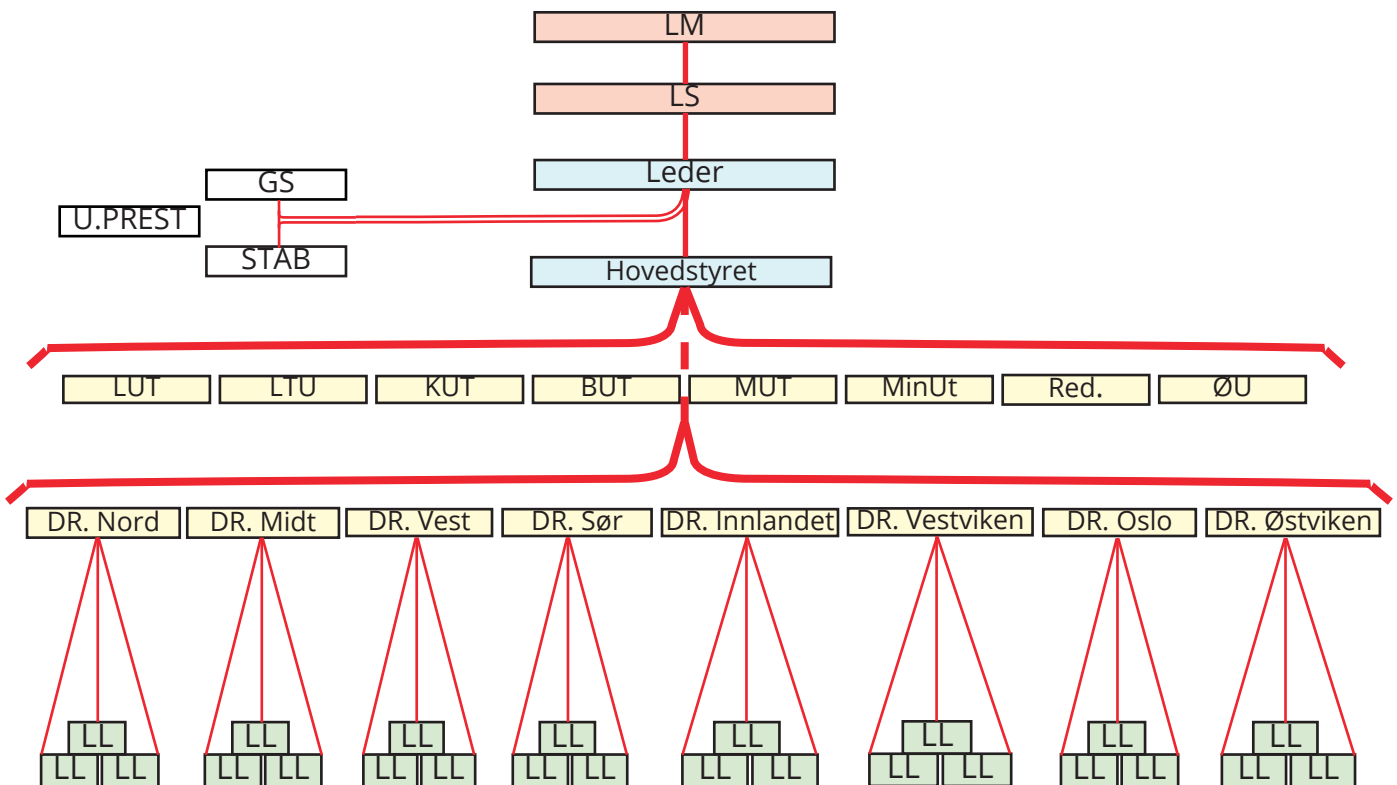 LM
LS
Leder
GS
U.PREST
STAB
Hovedstyret
LUT LTU KUT BUT MUT MinUt Red. ØU
DR. Nord DR. Midt DR. Vest DR. Sør DR. Innlandet DR. Vestviken DR. Oslo DR. Østviken
LL LL LL LL LL LL LL LL
LL LL LL LL LL LL LL LL LL LL LL LL LL LL LL LL